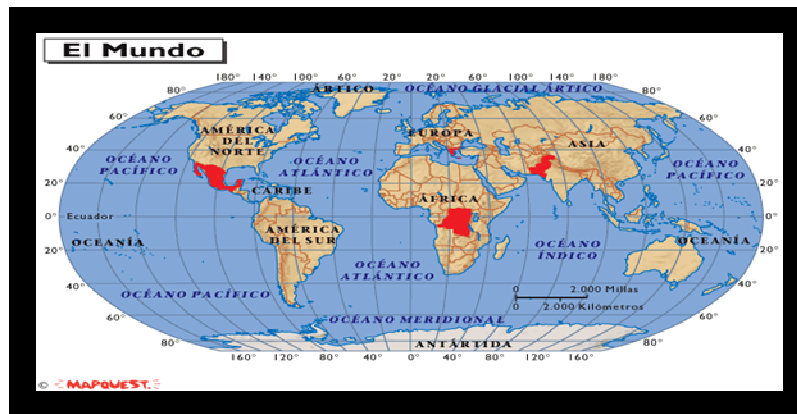 El Mundo
180° 140° 100° 60° 20° 20° 60° 100° 140° 180°
ÁRTICO OCÉANO GLACIAL ÁRTICO
80° 80°
60° 60°
AMÉRICA DEL NORTE
EUROPA
ASIA
40° 40°
OCÉANO PACÍFICO
OCÉANO ATLÁNTICO
OCÉANO PACÍFICO
20° 20°
CARIBE
ÁFRICA
0° Ecuador 0°
AMÉRICA DEL SUR
OCEANÍA OCEANÍA
20° 20°
OCÉANO ÍNDICO
OCÉANO ATLÁNTICO
40° 40°
OCÉANO PACÍFICO
0 2.000 Millas
0 2.000 Kilómetros
60° 60°
OCÉANO MERIDIONAL
80° 80°
ANTÁRTIDA
160° 120° 80° 40° 0° 40° 80° 120° 160°
© MAPQUEST.